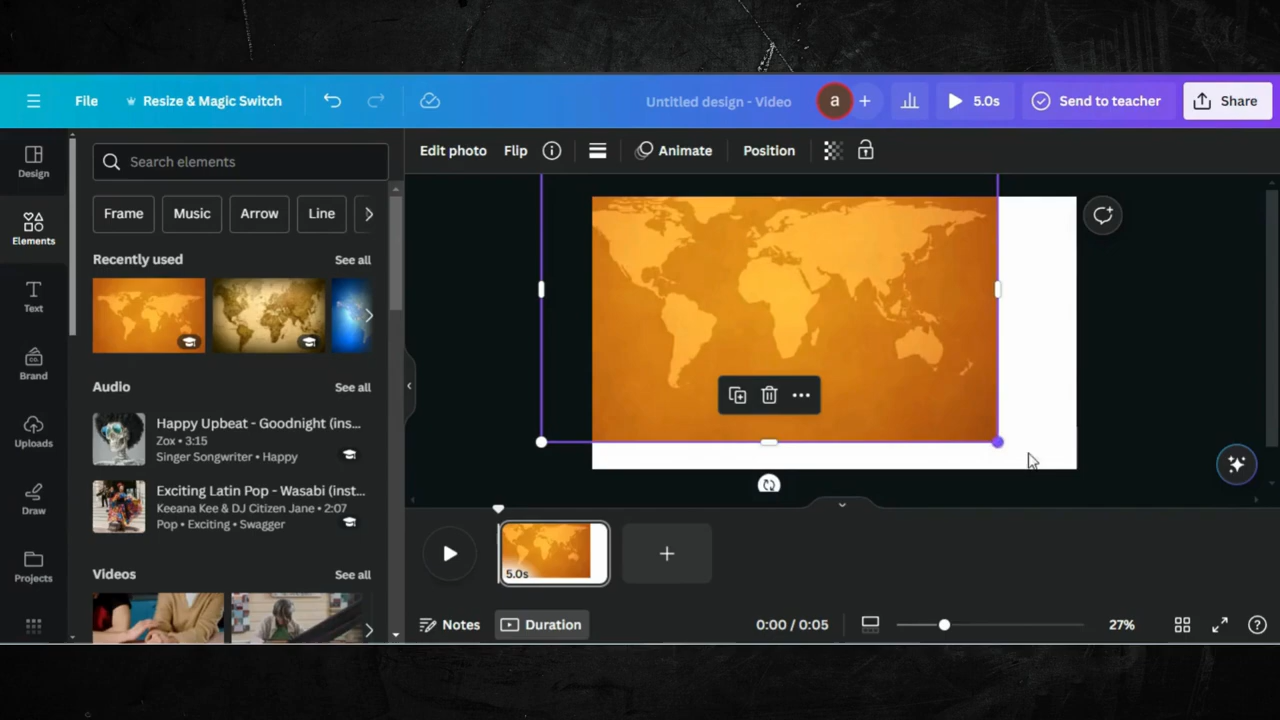 File
Resize & Magic Switch
Untitled design - Video
a
+
5.0s
Send to teacher
Share
Design
Elements
Text
Brand
Uploads
Draw
Projects
Search elements
Frame
Music
Arrow
Line
Recently used
See all
Audio
See all
Happy Upbeat - Goodnight (ins...
Zox • 3:15
Singer Songwriter • Happy
Exciting Latin Pop - Wasabi (inst...
Keeana Kee & DJ Citizen Jane • 2:07
Pop • Exciting • Swagger
Videos
See all
Edit photo
Flip
Animate
Position
5.0s
Notes
Duration
0:00 / 0:05
27%